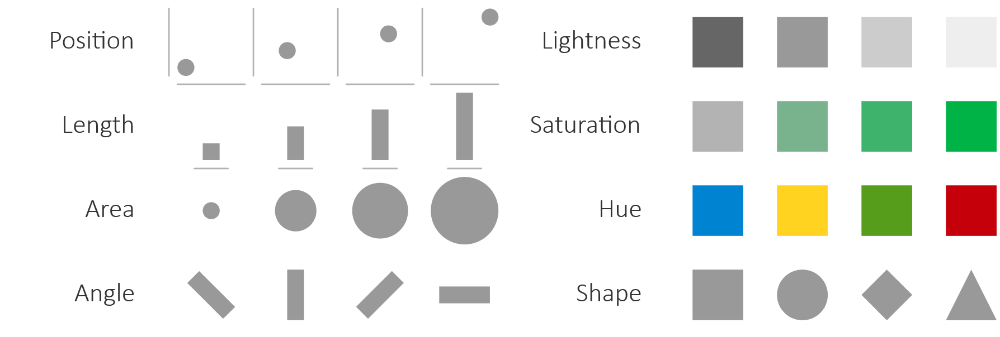 Position
Length
Area
Angle
Lightness
Saturation
Hue
Shape